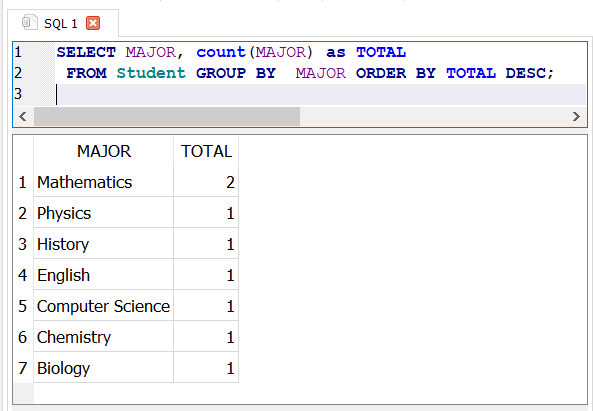 SQL 1
1 SELECT MAJOR, count(MAJOR) as TOTAL
2 FROM Student GROUP BY  MAJOR ORDER BY TOTAL DESC;
3
MAJOR TOTAL
1 Mathematics 2
2 Physics 1
3 History 1
4 English 1
5 Computer Science 1
6 Chemistry 1
7 Biology 1